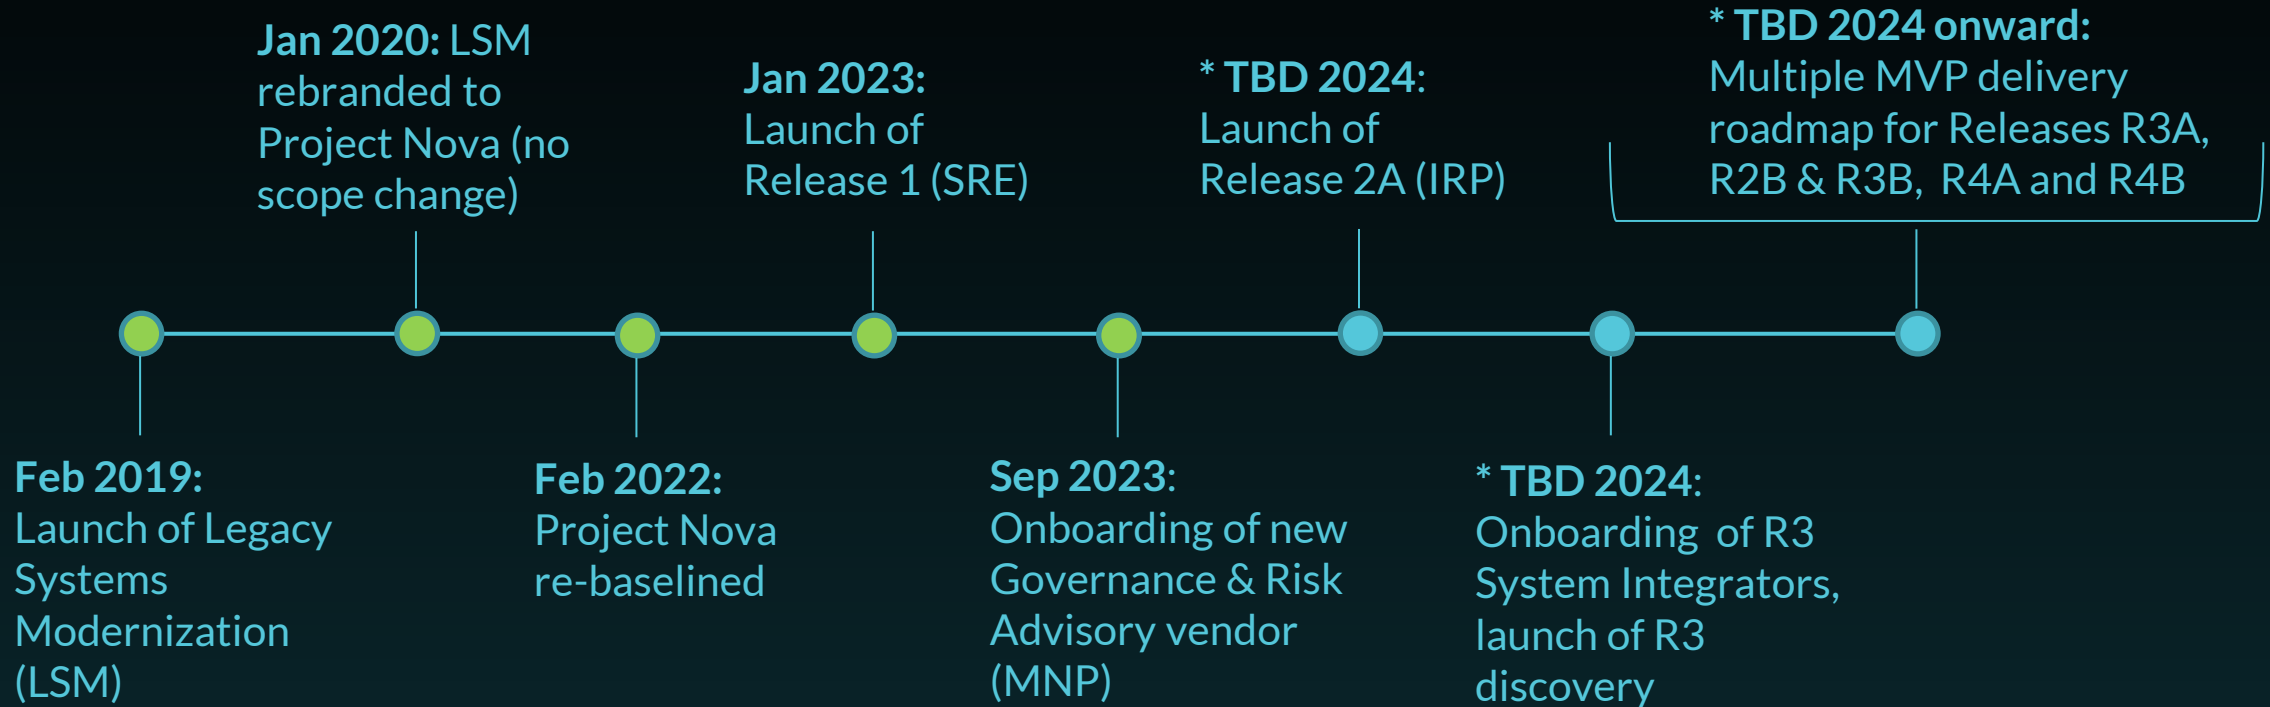 Jan 2020: LSM
rebranded to
Project Nova (no
scope change)
Jan 2023:
Launch of
Release 1 (SRE)
* TBD 2024:
Launch of
Release 2A (IRP)
* TBD 2024 onward:
Multiple MVP delivery
roadmap for Releases R3A,
R2B & R3B, R4A and R4B
Feb 2019:
Launch of Legacy
Systems
Modernization
(LSM)
Feb 2022:
Project Nova
re-baselined
Sep 2023:
Onboarding of new
Governance & Risk
Advisory vendor
(MNP)
* TBD 2024:
Onboarding of R3
System Integrators,
launch of R3
discovery